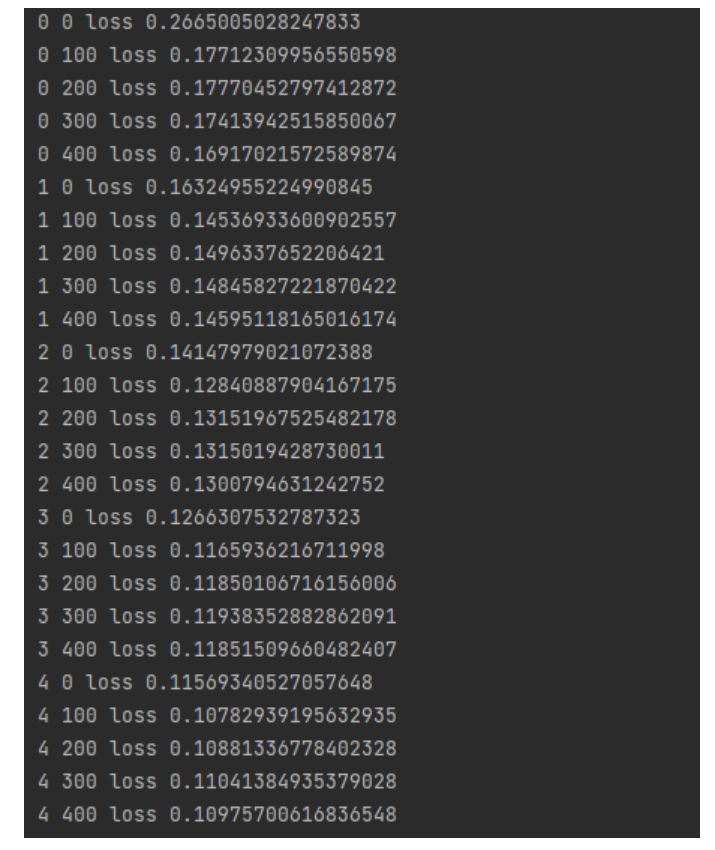 0 0 loss 0.2665005028247833
0 100 loss 0.17712309956550598
0 200 loss 0.17770452797412872
0 300 loss 0.17413942515850067
0 400 loss 0.16917021572589874
1 0 loss 0.16324955224990845
1 100 loss 0.14536933600902557
1 200 loss 0.1496337652206421
1 300 loss 0.14845827221870422
1 400 loss 0.14595118165016174
2 0 loss 0.14147979021072388
2 100 loss 0.12840887904167175
2 200 loss 0.13151967525482178
2 300 loss 0.1315019428730011
2 400 loss 0.1300794631242752
3 0 loss 0.1266307532787323
3 100 loss 0.1165936216711998
3 200 loss 0.11850106716156006
3 300 loss 0.11938352882862091
3 400 loss 0.11851509660482407
4 0 loss 0.11569340527057648
4 100 loss 0.10782939195632935
4 200 loss 0.10881336778402328
4 300 loss 0.11041384935379028
4 400 loss 0.10975700616836548